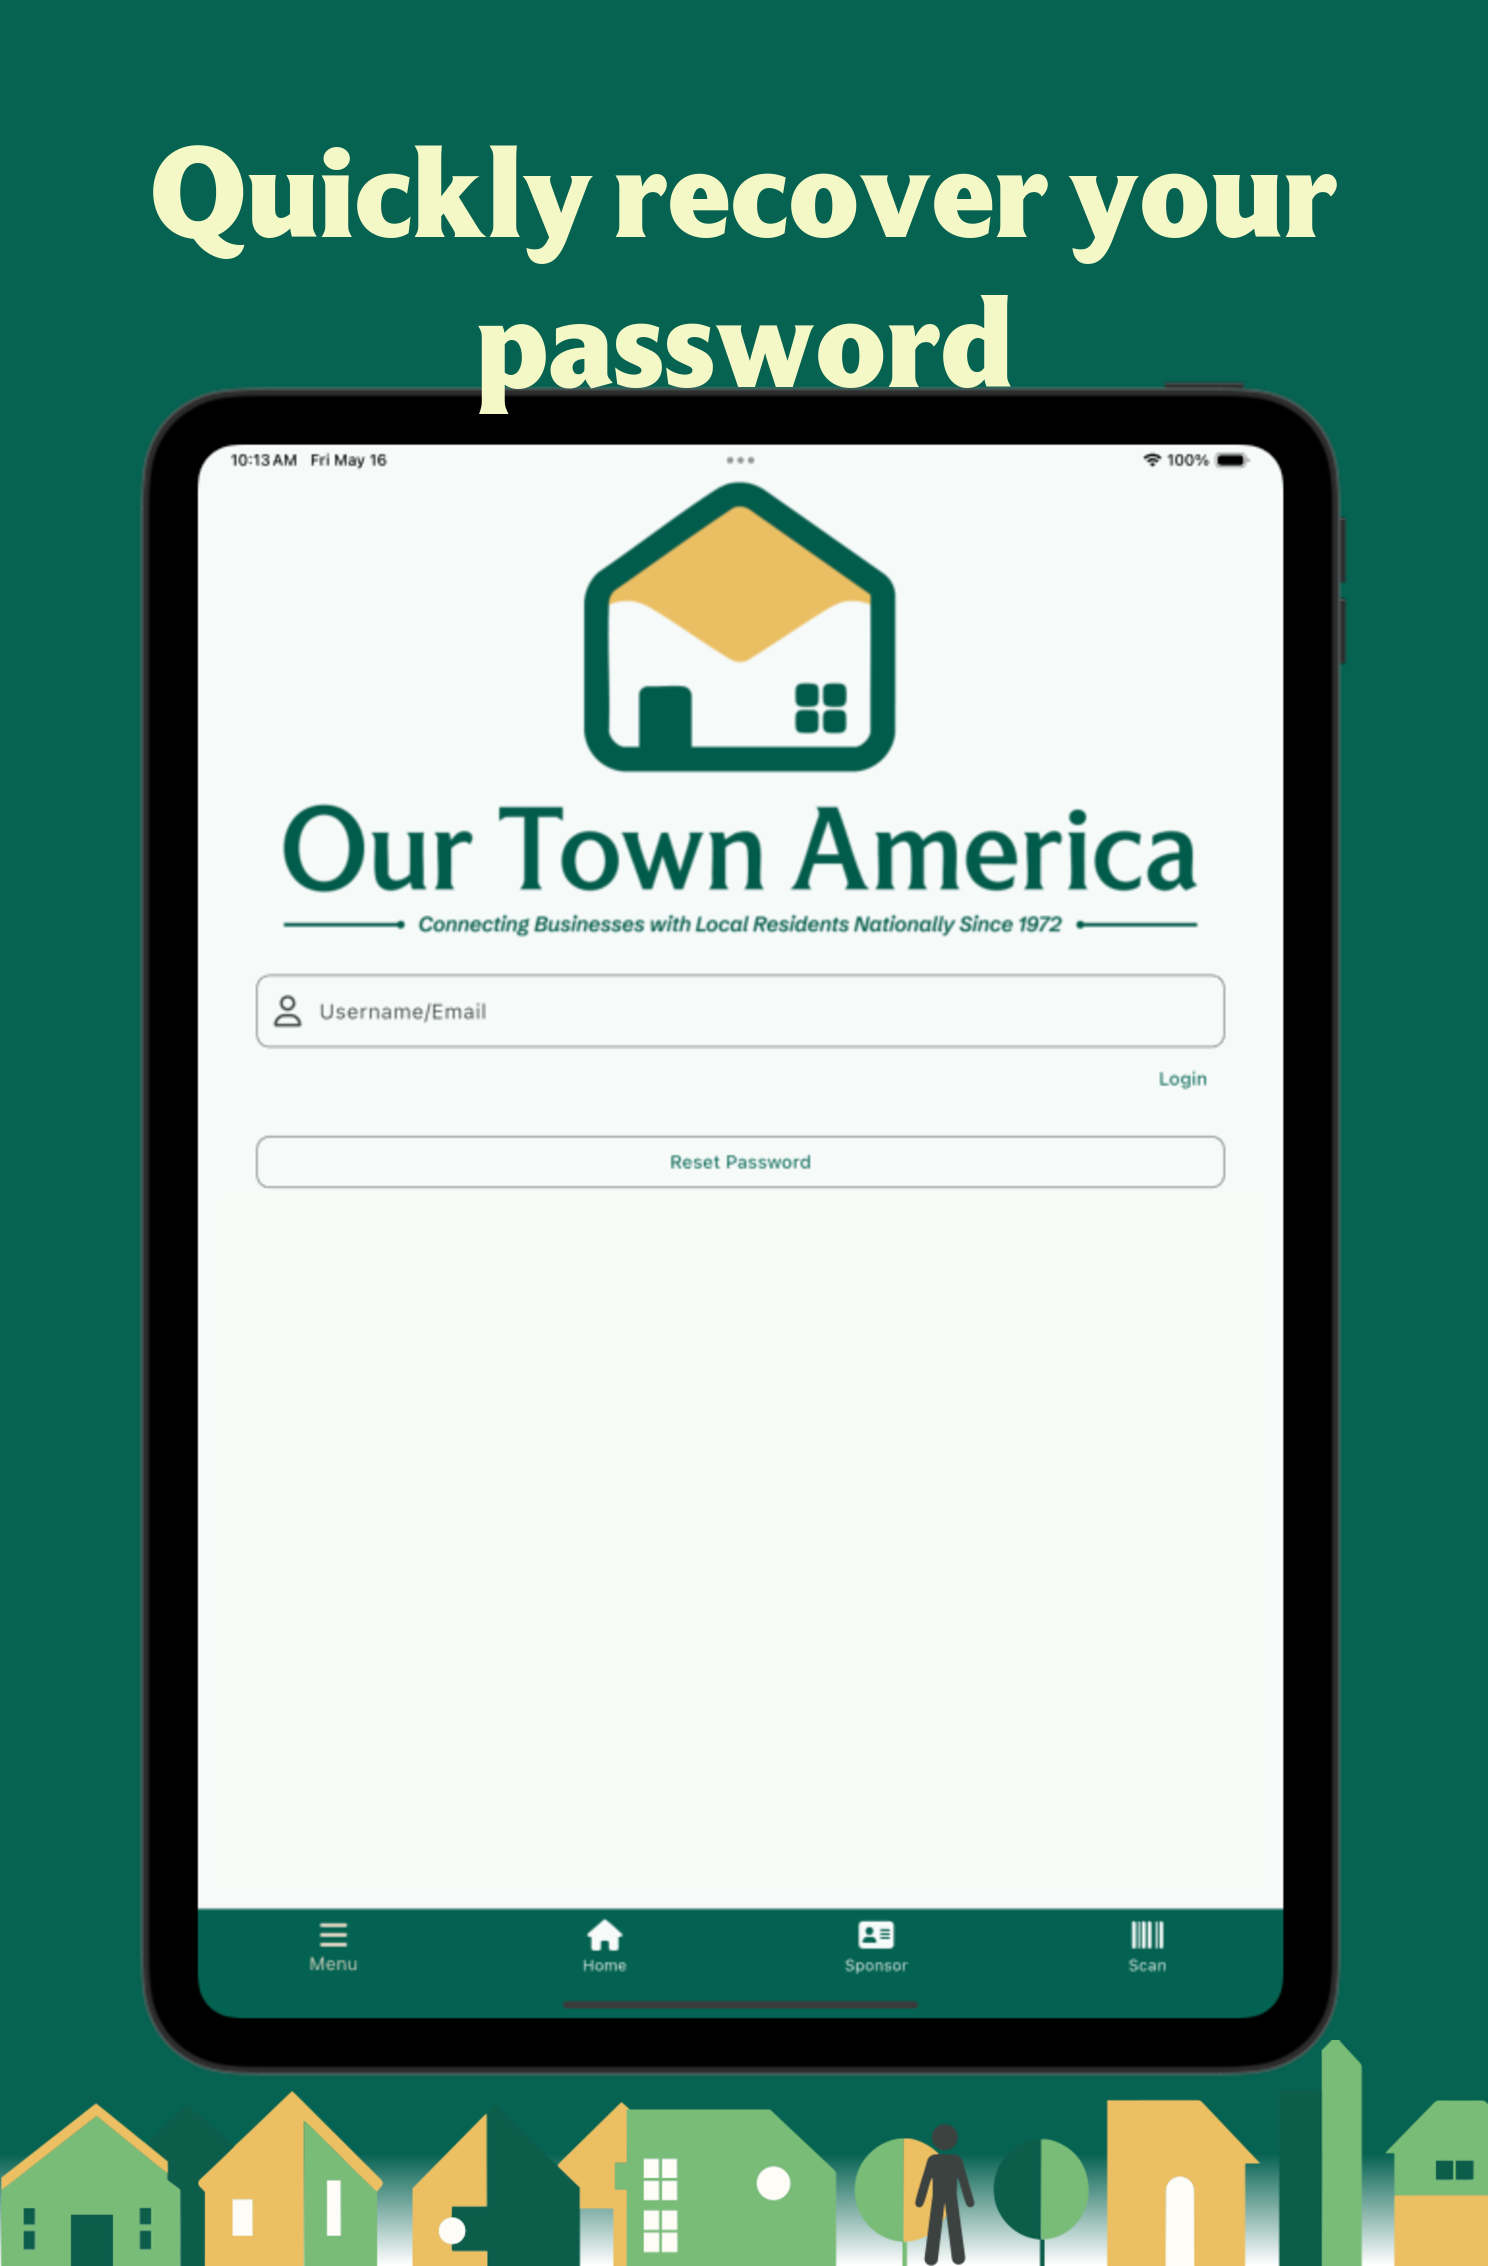 Quickly recover your
password
10:13 AM Fri May 16
100%
Our Town America
Connecting Businesses with Local Residents Nationally Since 1972
Username/Email
Login
Reset Password
Menu Home Sponsor Scan